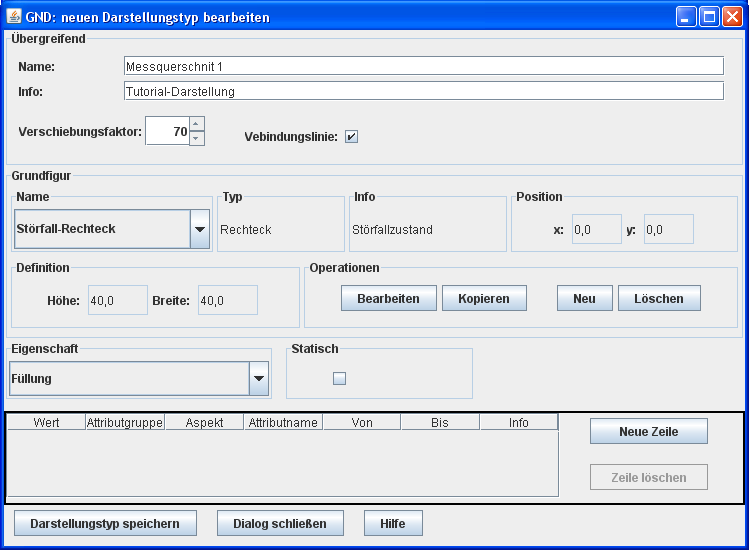 GND: neuen Darstellungstyp bearbeiten
Übergreifend
Name: Messquerschnit 1
Info: Tutorial-Darstellung
Verschiebungsfaktor: 70 Vebindungslinie:
Grundfigur
Name Typ Info Position
Störfall-Rechteck Rechteck Störfallzustand x: 0,0 y: 0,0
Definition Operationen
Höhe: 40,0 Breite: 40,0 Bearbeiten Kopieren Neu Löschen
Eigenschaft Statisch
Füllung
Wert Attributgruppe Aspekt Attributname Von Bis Info
Neue Zeile
Zeile löschen
Darstellungstyp speichern Dialog schließen Hilfe